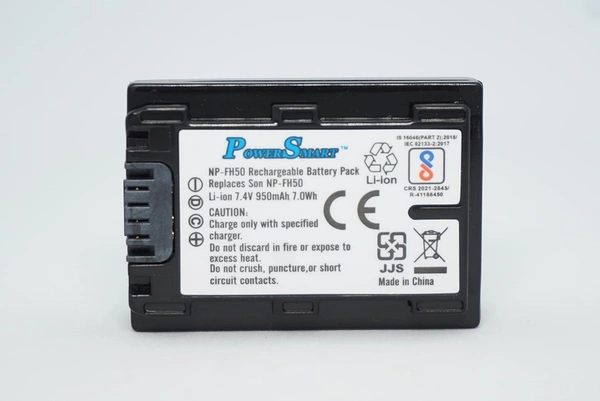 POWERSMART™
NP-FH50 Rechargeable Battery Pack
Replaces Son NP-FH50
Li-ion 7.4V 950mAh 7.0Wh
CAUTION:
Charge only with specified
charger.
Do not discard in fire or expose to
excess heat.
Do not crush, puncture,or short
circuit contacts.
Li-ion
CE
IS 16046(PART 2):2018/
IEC 62133-2:2017
CRS 2021-2643/
R-41188490
JJS
Made in China